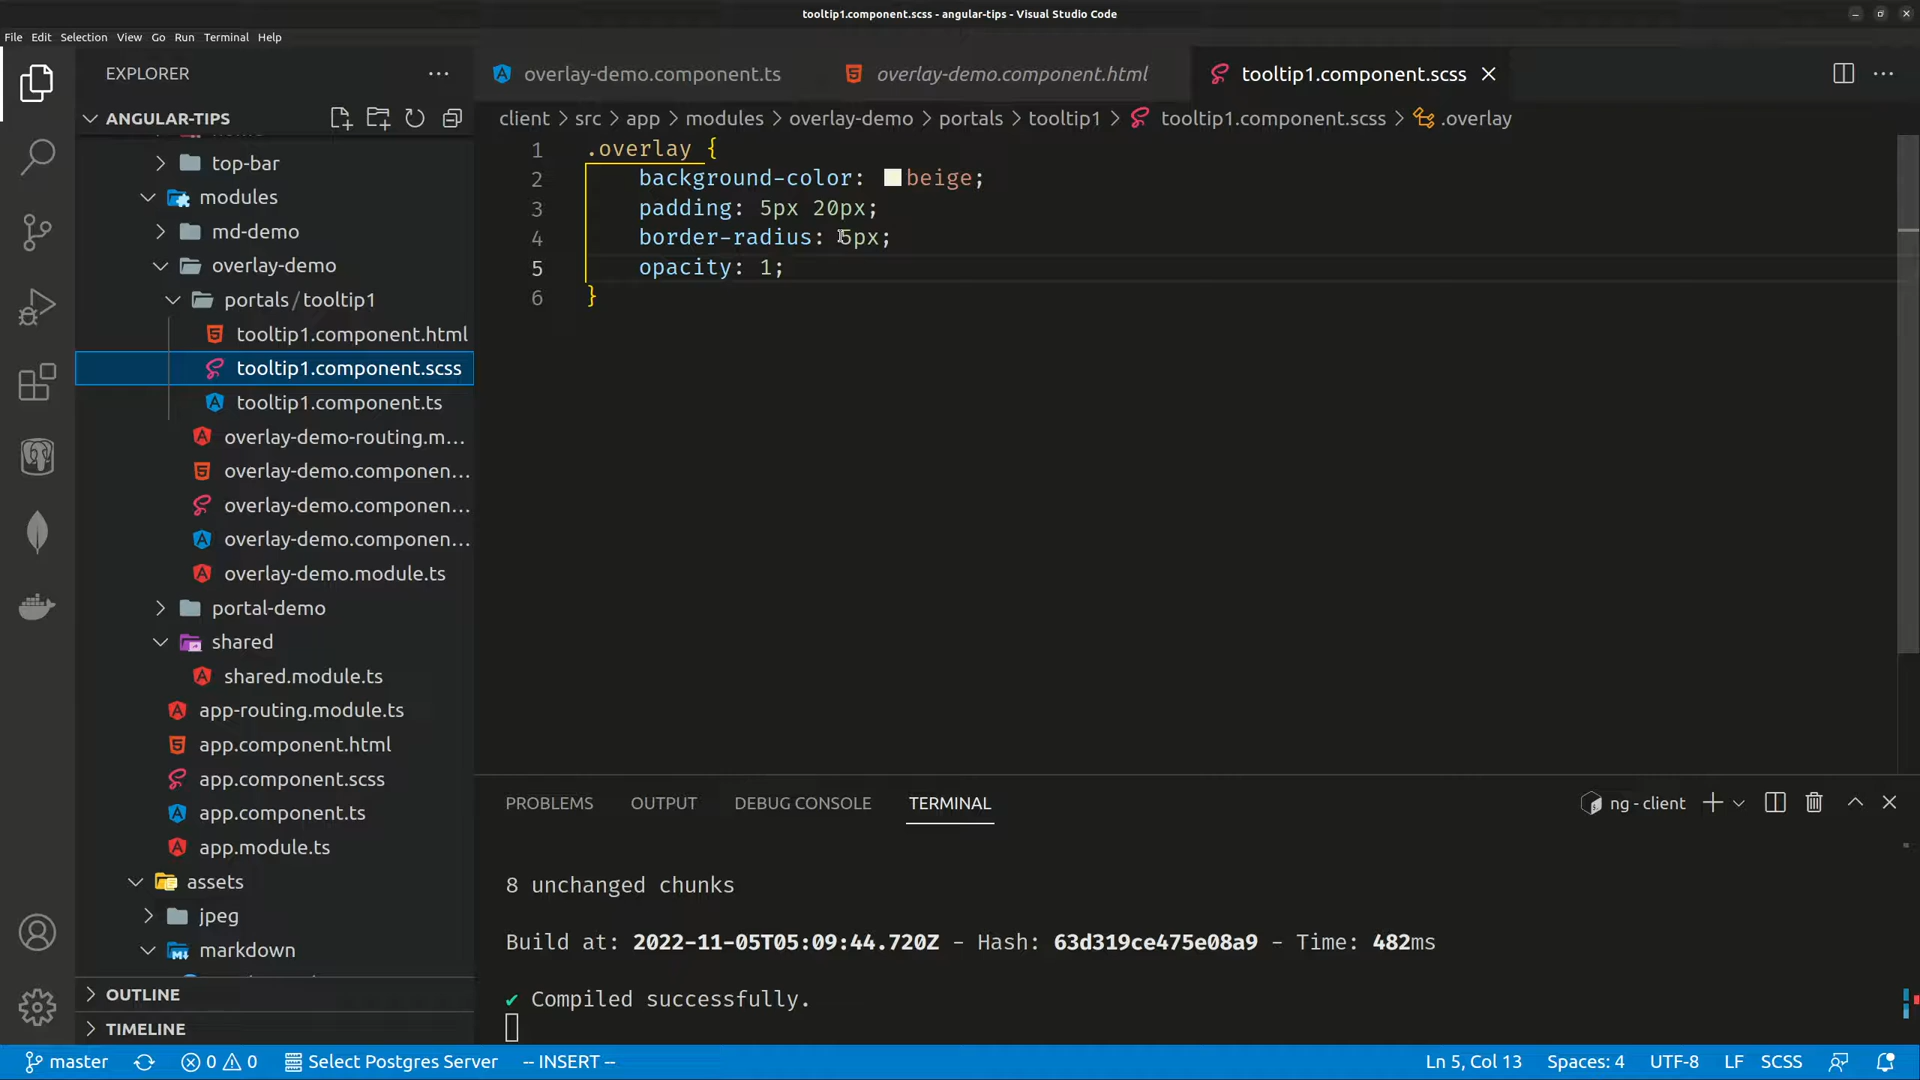 tooltip1.component.scss - angular-tips - Visual Studio Code
File Edit Selection View Go Run Terminal Help
EXPLORER
ANGULAR-TIPS
top-bar
modules
md-demo
overlay-demo
portals / tooltip1
tooltip1.component.html
tooltip1.component.scss
tooltip1.component.ts
overlay-demo-routing.m...
overlay-demo.componen...
overlay-demo.componen...
overlay-demo.componen...
overlay-demo.module.ts
portal-demo
shared
shared.module.ts
app-routing.module.ts
app.component.html
app.component.scss
app.component.ts
app.module.ts
assets
jpeg
markdown
OUTLINE
TIMELINE
overlay-demo.component.ts overlay-demo.component.html tooltip1.component.scss
client > src > app > modules > overlay-demo > portals > tooltip1 > tooltip1.component.scss > .overlay
1 .overlay {
2 background-color: beige;
3 padding: 5px 20px;
4 border-radius: 5px;
5 opacity: 1;
6 }
PROBLEMS OUTPUT DEBUG CONSOLE TERMINAL ng - client
8 unchanged chunks
Build at: 2022-11-05T05:09:44.720Z - Hash: 63d319ce475e08a9 - Time: 482ms
✔ Compiled successfully.
master 0 0 Select Postgres Server -- INSERT -- Ln 5, Col 13 Spaces: 4 UTF-8 LF SCSS